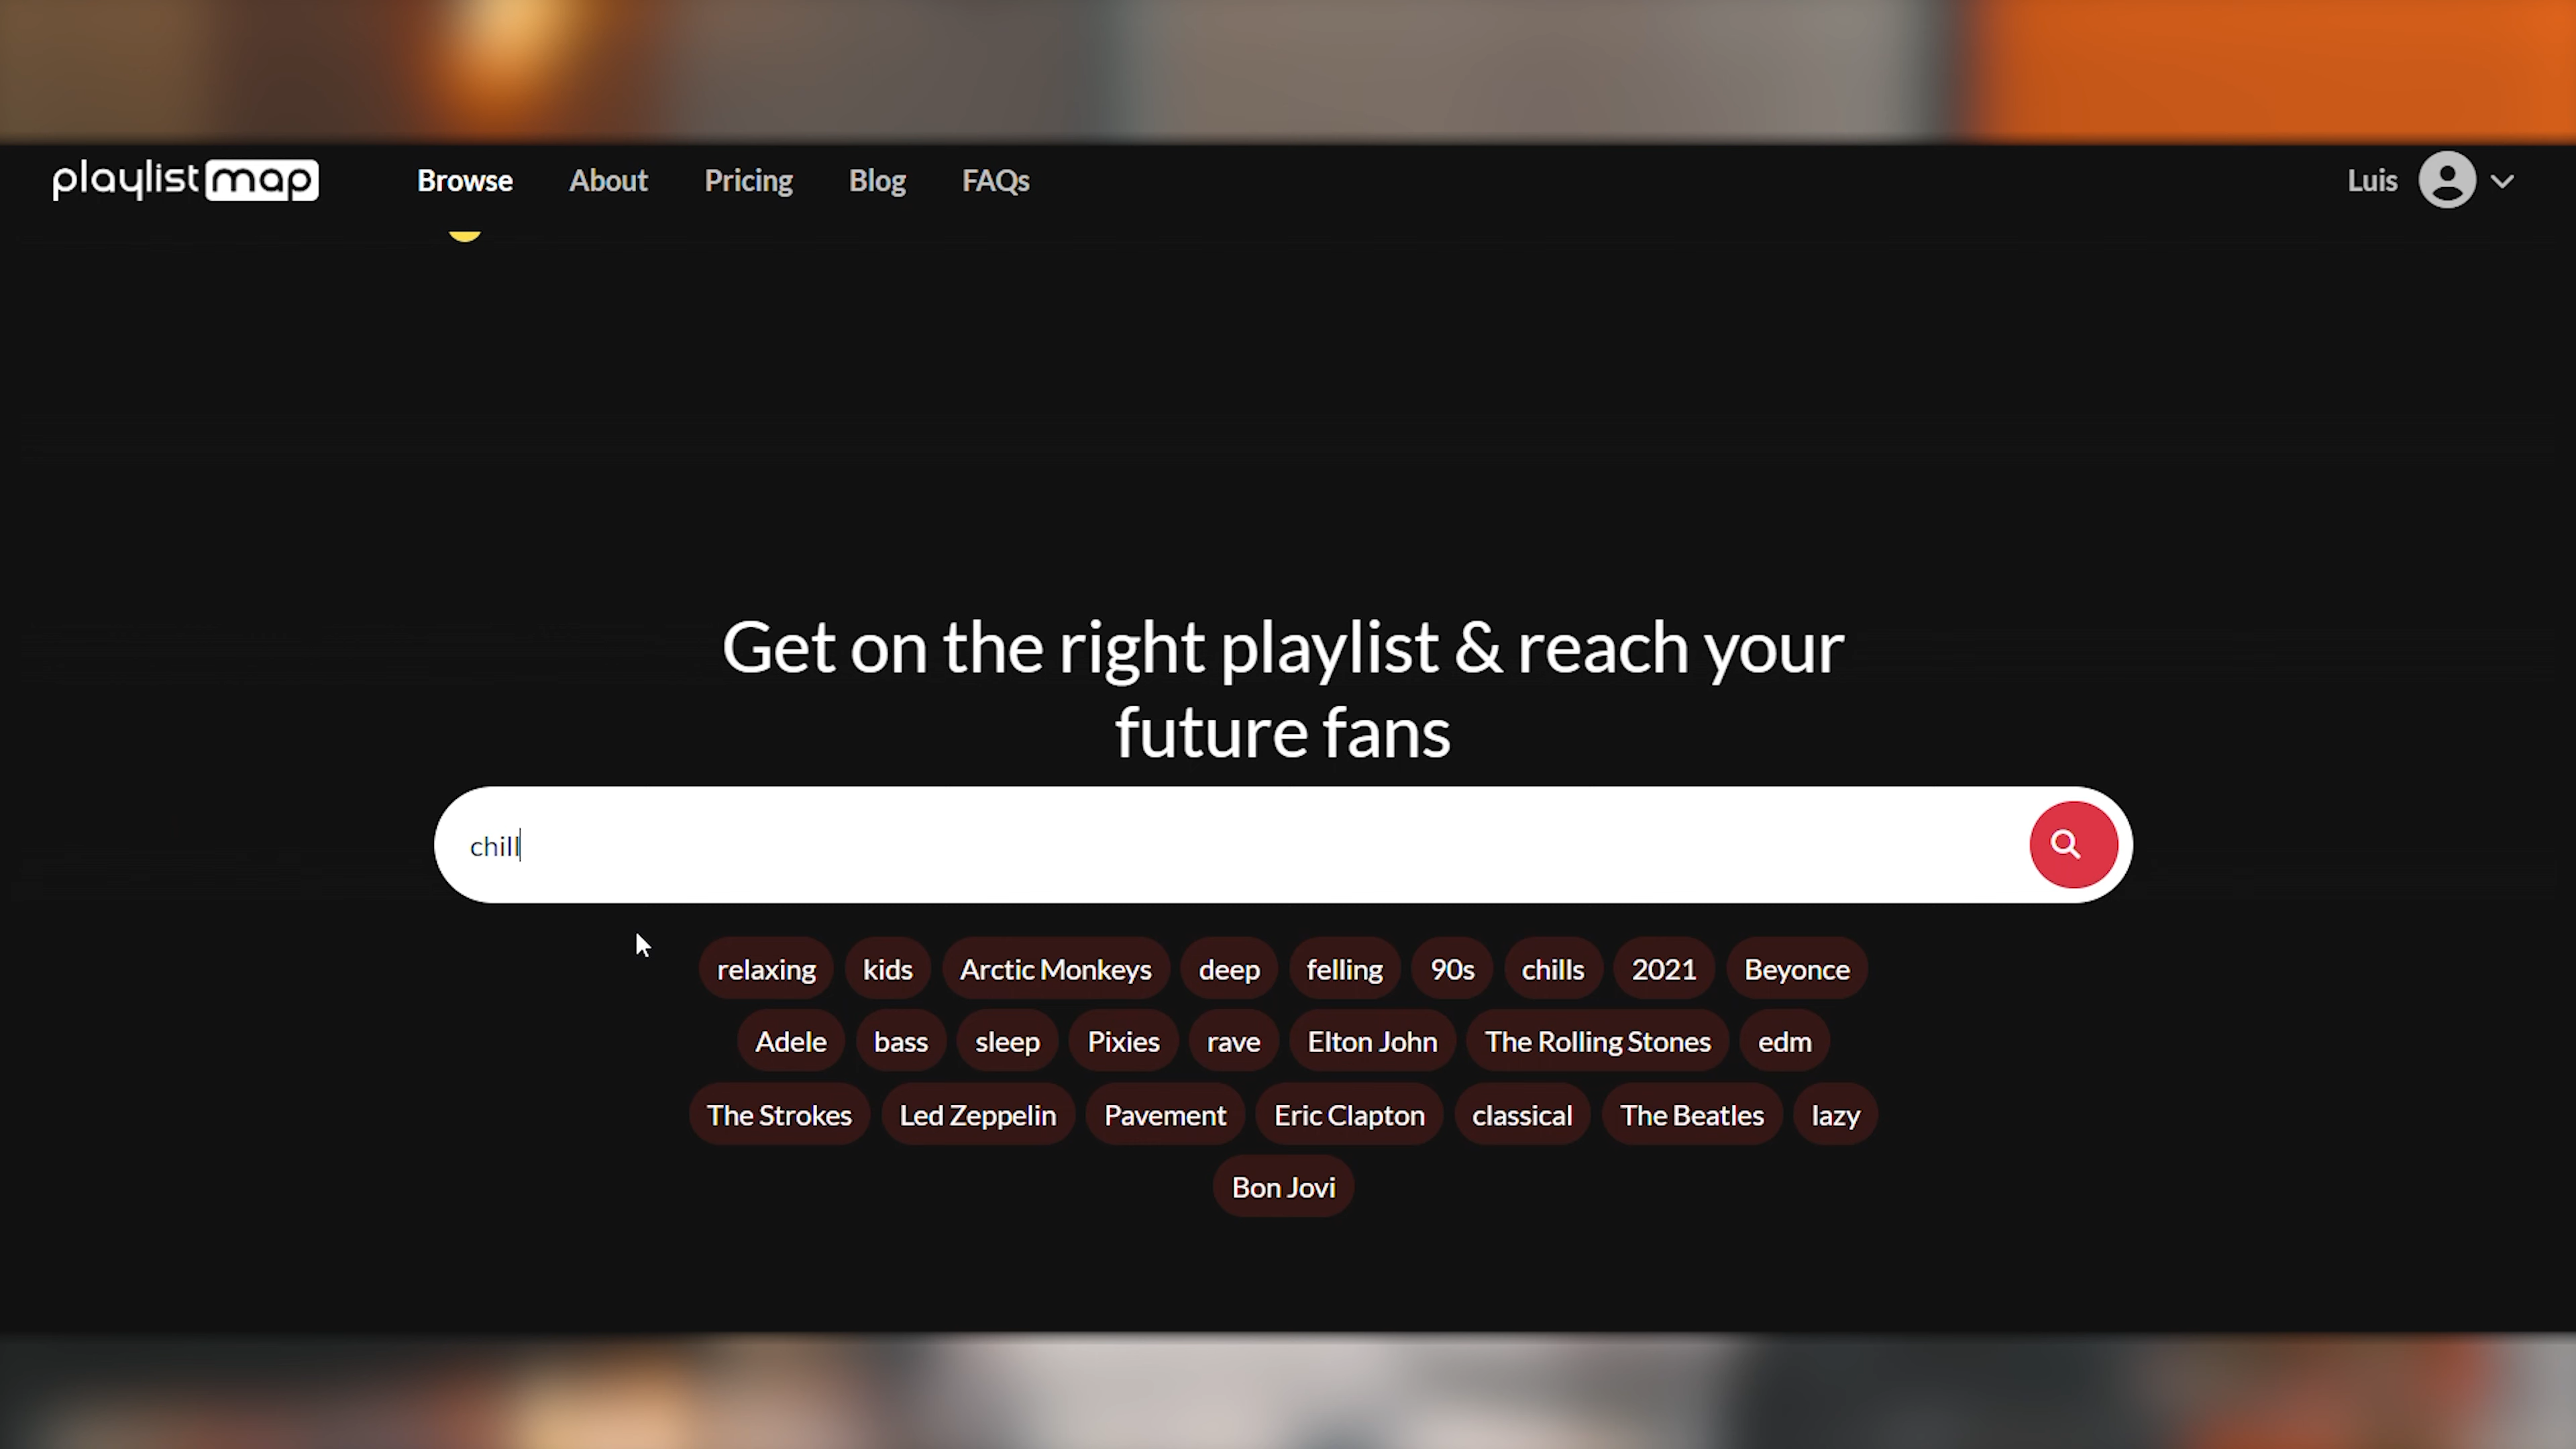 playlist map Browse About Pricing Blog FAQs Luis
Get on the right playlist & reach your
future fans
chill
relaxing kids Arctic Monkeys deep felling 90s chills 2021 Beyonce
Adele bass sleep Pixies rave Elton John The Rolling Stones edm
The Strokes Led Zeppelin Pavement Eric Clapton classical The Beatles lazy
Bon Jovi